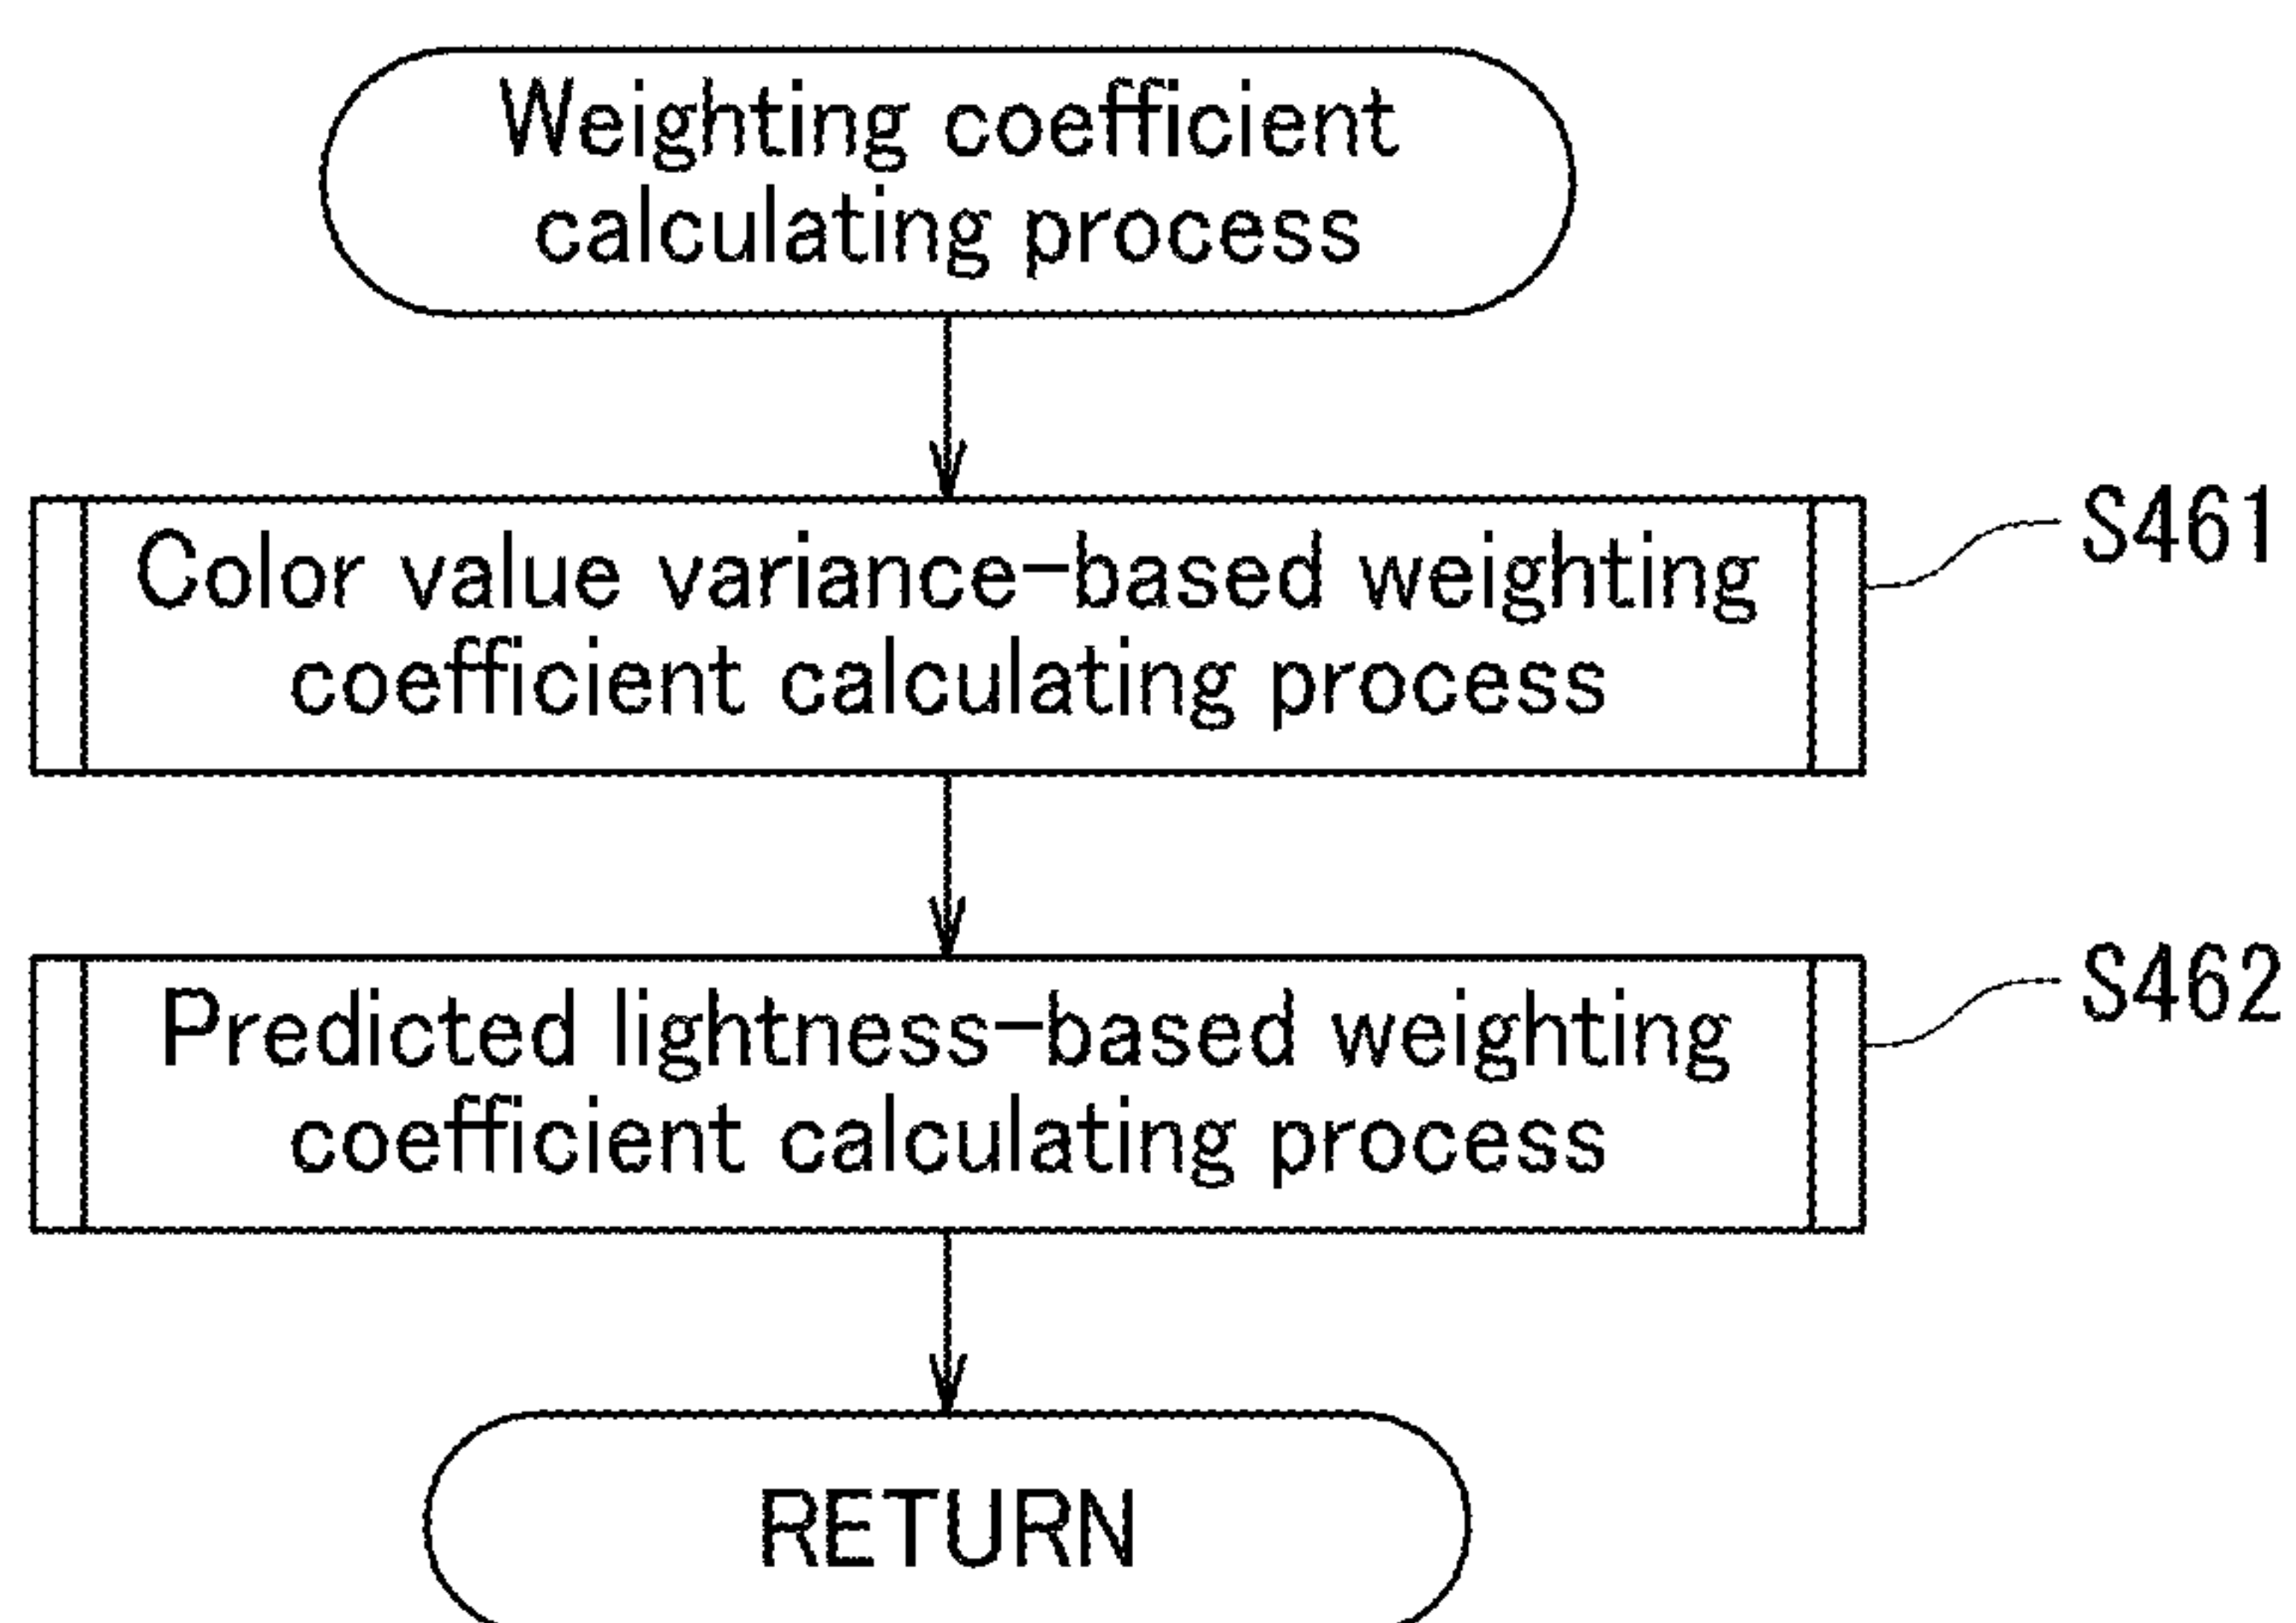 Weighting coefficient
calculating process
Color value variance-based weighting
coefficient calculating process
S461
Predicted lightness-based weighting
coefficient calculating process
S462
RETURN